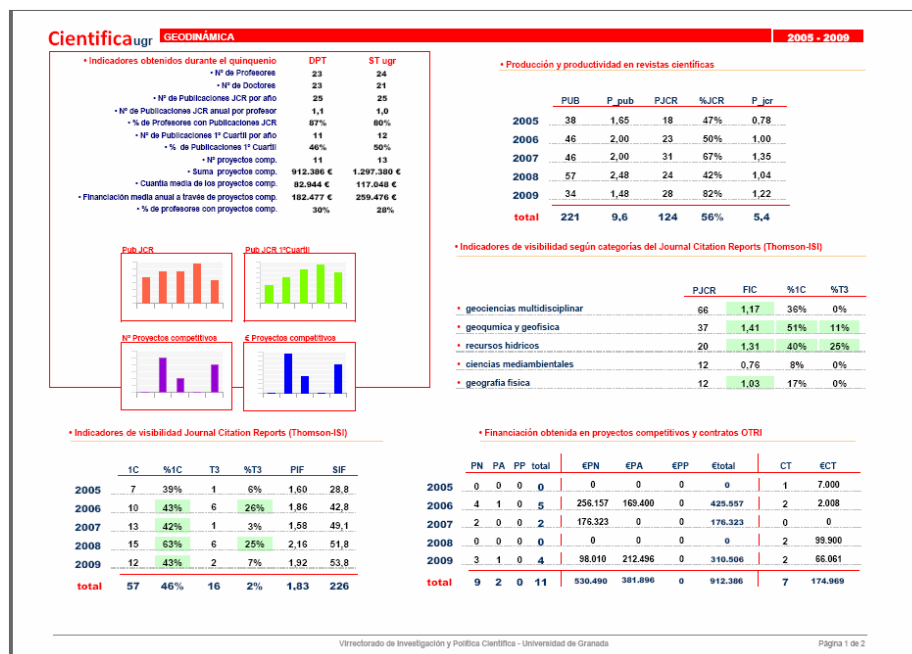 Cientificaugr GEODINÁMICA 2005 - 2009
• Indicadores obtenidos durante el quinquenio DPT ST ugr
• Nº de Profesores 23 24
• Nº de Doctores 23 21
• Nº de Publicaciones JCR por año 25 25
• Nº de Publicaciones JCR anual por profesor 1,1 1,0
• % de Profesores con Publicaciones JCR 87% 80%
• Nº de Publicaciones 1º Cuartil por año 11 12
• % de Publicaciones 1º Cuartil 46% 50%
• Nº proyectos comp. 11 13
• Suma proyectos comp. 912.386 € 1.297.380 €
• Cuantía media de los proyectos comp. 82.944 € 117.048 €
• Financiación media anual a través de proyectos comp. 182.477 € 259.476 €
• % de profesores con proyectos comp. 30% 28%
Pub JCR
Pub JCR 1ºCuartil
Nº Proyectos competitivos
€ Proyectos competitivos
• Producción y productividad en revistas científicas
PUB P_pub PJCR %JCR P_jcr
2005 38 1,65 18 47% 0,78
2006 46 2,00 23 50% 1,00
2007 46 2,00 31 67% 1,35
2008 57 2,48 24 42% 1,04
2009 34 1,48 28 82% 1,22
total 221 9,6 124 56% 5,4
• Indicadores de visibilidad según categorías del Journal Citation Reports (Thomson-ISI)
PJCR FIC %1C %T3
• geociencias multidisciplinar 66 1,17 36% 0%
• geoqumica y geofisica 37 1,41 51% 11%
• recursos hidricos 20 1,31 40% 25%
• ciencias mediambientales 12 0,76 8% 0%
• geografia fisica 12 1,03 17% 0%
• Indicadores de visibilidad Journal Citation Reports (Thomson-ISI)
1C %1C T3 %T3 PIF SIF
2005 7 39% 1 6% 1,60 28,8
2006 10 43% 6 26% 1,86 42,8
2007 13 42% 1 3% 1,58 49,1
2008 15 63% 6 25% 2,16 51,8
2009 12 43% 2 7% 1,92 53,8
total 57 46% 16 2% 1,83 226
• Financiación obtenida en proyectos competitivos y contratos OTRI
PN PA PP total €PN €PA €PP €total CT €CT
2005 0 0 0 0 0 0 0 0 1 7.000
2006 4 1 0 5 256.157 169.400 0 425.557 2 2.008
2007 2 0 0 2 176.323 0 0 176.323 0 0
2008 0 0 0 0 0 0 0 0 2 99.900
2009 3 1 0 4 98.010 212.496 0 310.506 2 66.061
total 9 2 0 11 530.490 381.896 0 912.386 7 174.969
Virrectorado de Investigación y Política Científica - Universidad de Granada Página 1 de 2